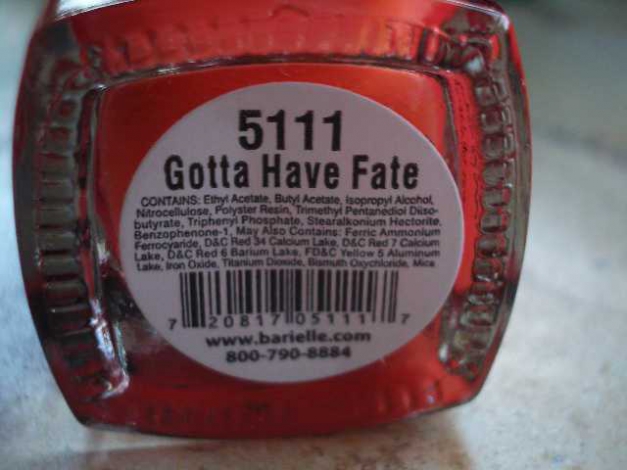 5111
Gotta Have Fate
CONTAINS: Ethyl Acetate, Butyl Acetate, Isopropyl Alcohol,
Nitrocellulose, Polyster Resin, Trimethyl Pentanediol Diiso-
butyrate, Triphenyl Phosphate, Stearalkonium Heclorite,
Benzophenone-1, May Also Contains: Ferric Ammonium
Ferrocyaride, D&C Red 34 Calcium Lake, D&C Red 7 Calcium
Lake, D&C Red 6 Barium Lake, FD&C Yellow 5 Aluminum
Lake, Iron Oxide, Titanium Dioxide, Bismuth Oxychloride, Mica
7 20817 05111 7
www.barielle.com
800-790-8884